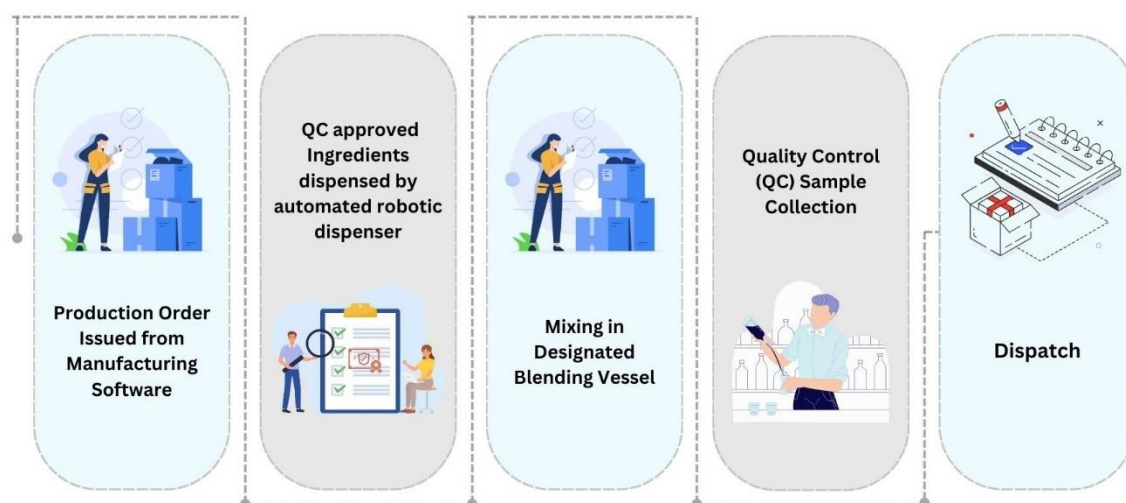 Production Order
Issued from
Manufacturing
Software
QC approved
Ingredients
dispensed by
automated robotic
dispenser
Mixing in
Designated
Blending Vessel
Quality Control
(QC) Sample
Collection
Dispatch